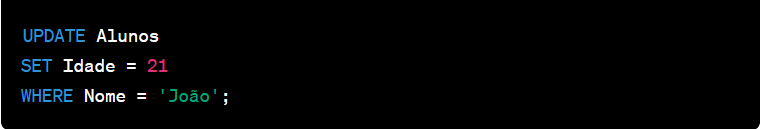 UPDATE Alunos
SET Idade = 21
WHERE Nome = 'João';